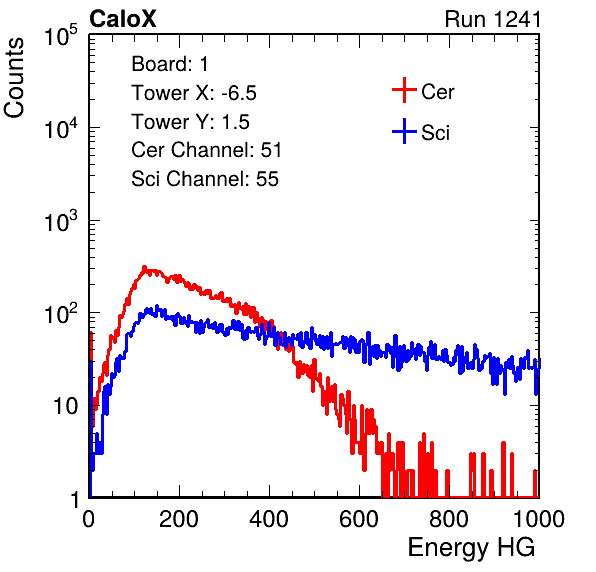 CaloX Run 1241
Counts
10^5
10^4
10^3
10^2
10
1
Board: 1
Tower X: -6.5
Tower Y: 1.5
Cer Channel: 51
Sci Channel: 55
Cer
Sci
0 200 400 600 800 1000
Energy HG